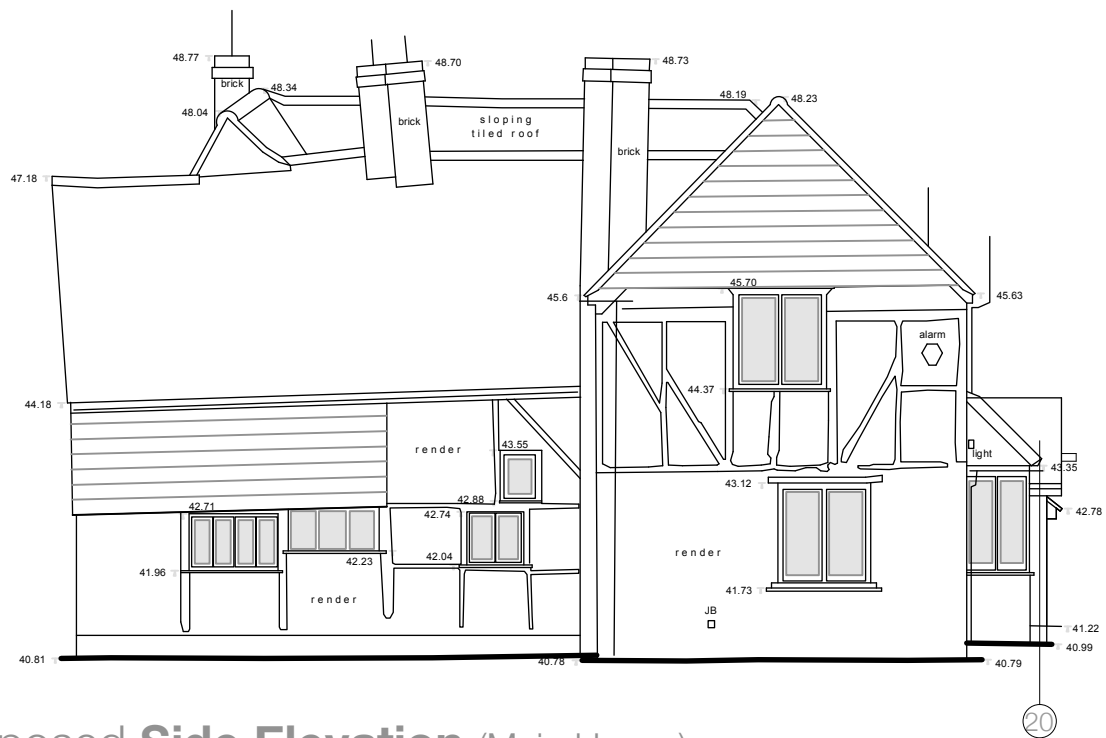 48.77
48.70
48.73
brick
48.34
48.19
48.23
48.04
brick
sloping
tiled roof
brick
47.18
45.70
45.6
45.63
alarm
44.37
44.18
render
43.55
light
43.35
43.12
42.88
42.71
42.74
42.78
render
42.04
42.23
41.96
41.73
render
JB
41.22
40.99
40.81
40.78
40.79
20
Side Elevation